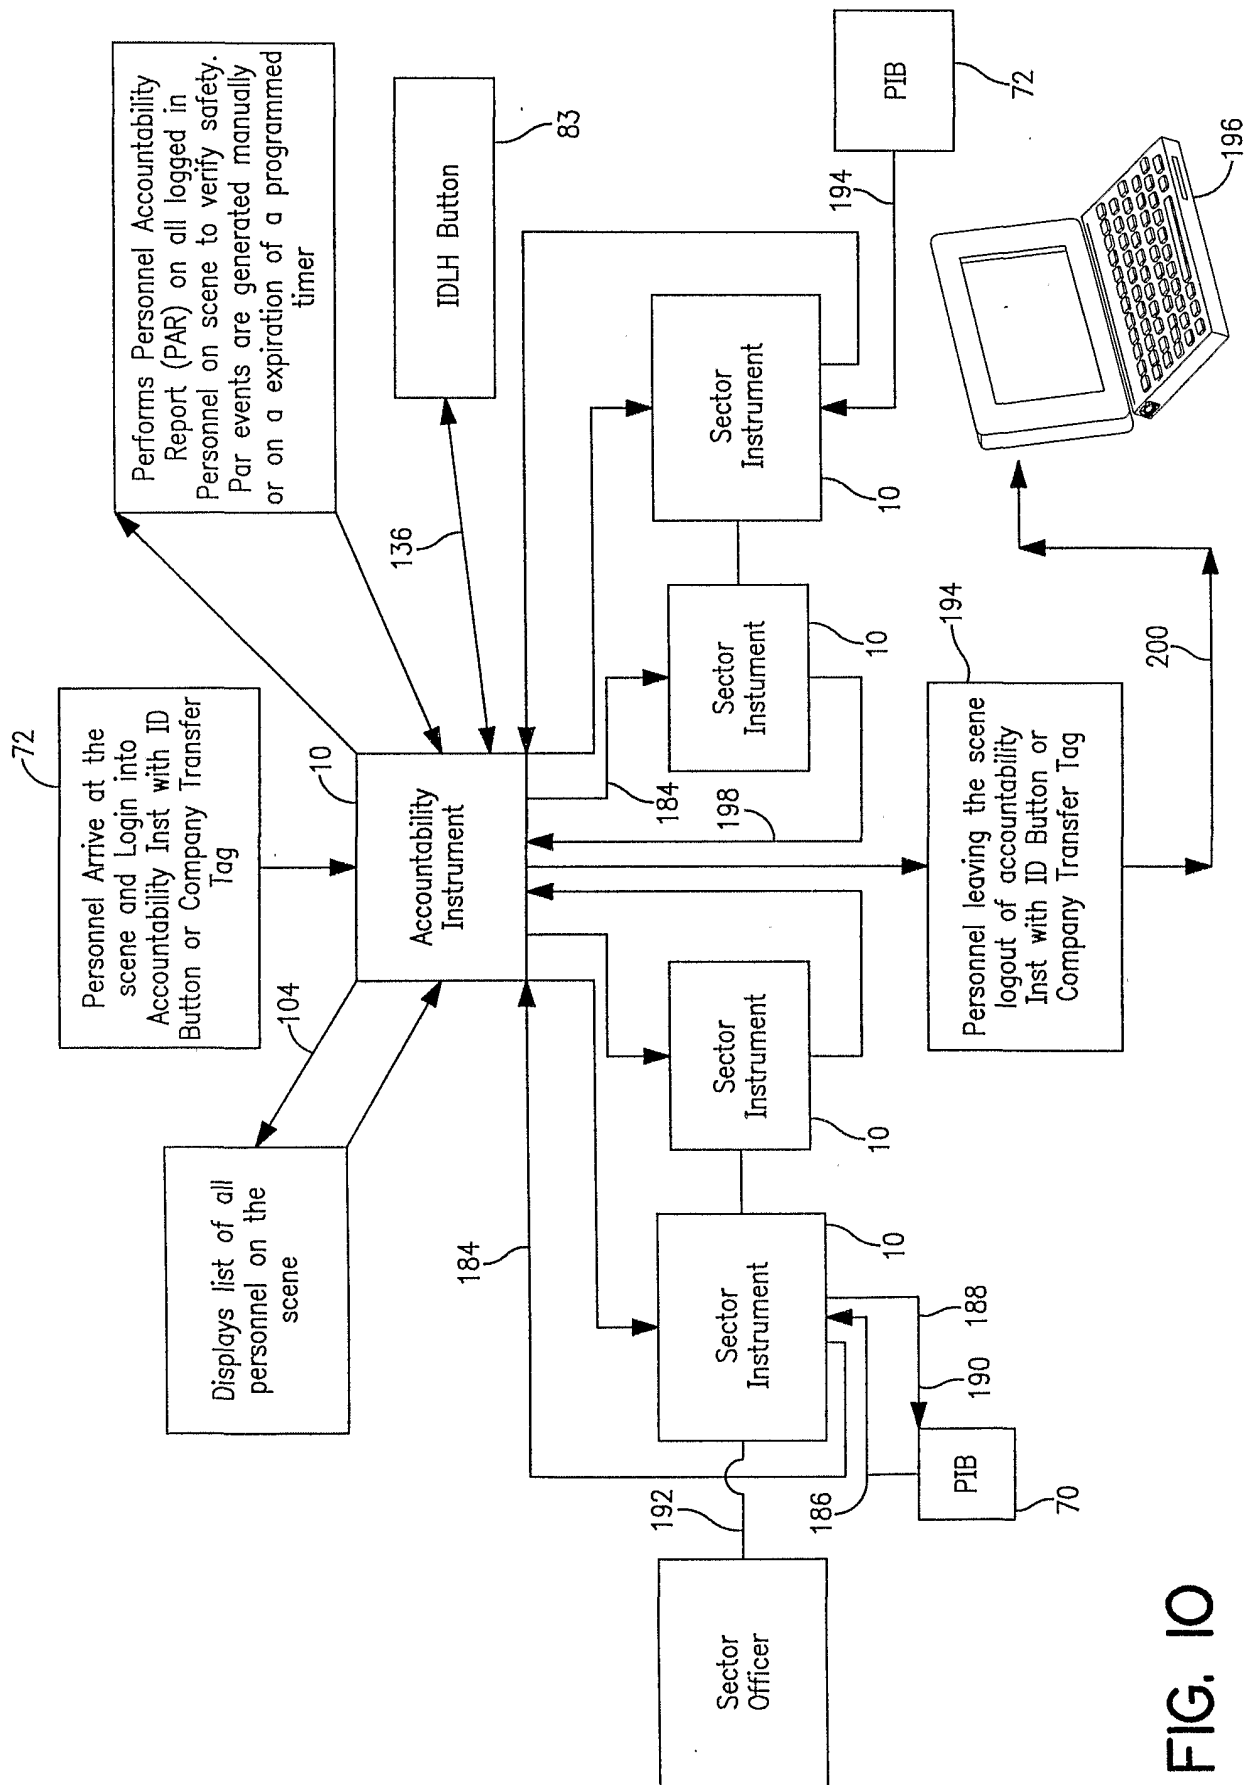 72
Personnel Arrive at the
scene and Login into
Accountability Inst with ID
Button or Company Transfer
Tag
104
Displays list of all
personnel on the
scene
10
Accountability
Instrument
Performs Personnel Accountability
Report (PAR) on all logged in
Personnel on scene to verify safety.
Par events are generated manually
or on a expiration of a programmed
timer
136
IDLH Button
83
184
Sector
Officer
192
Sector
Instrument
10
186
188
190
PIB
70
Sector
Instrument
10
184
198
Sector
Instument
10
Sector
Instrument
10
194
PIB
72
Personnel leaving the scene
logout of accountability
Inst with ID Button or
Company Transfer Tag
194
200
196
FIG. 10